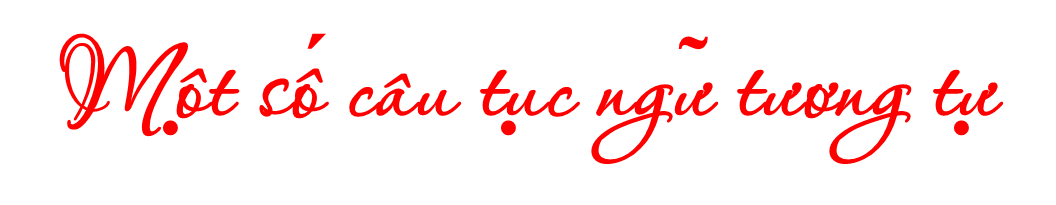 Một số câu tục ngữ tương tự